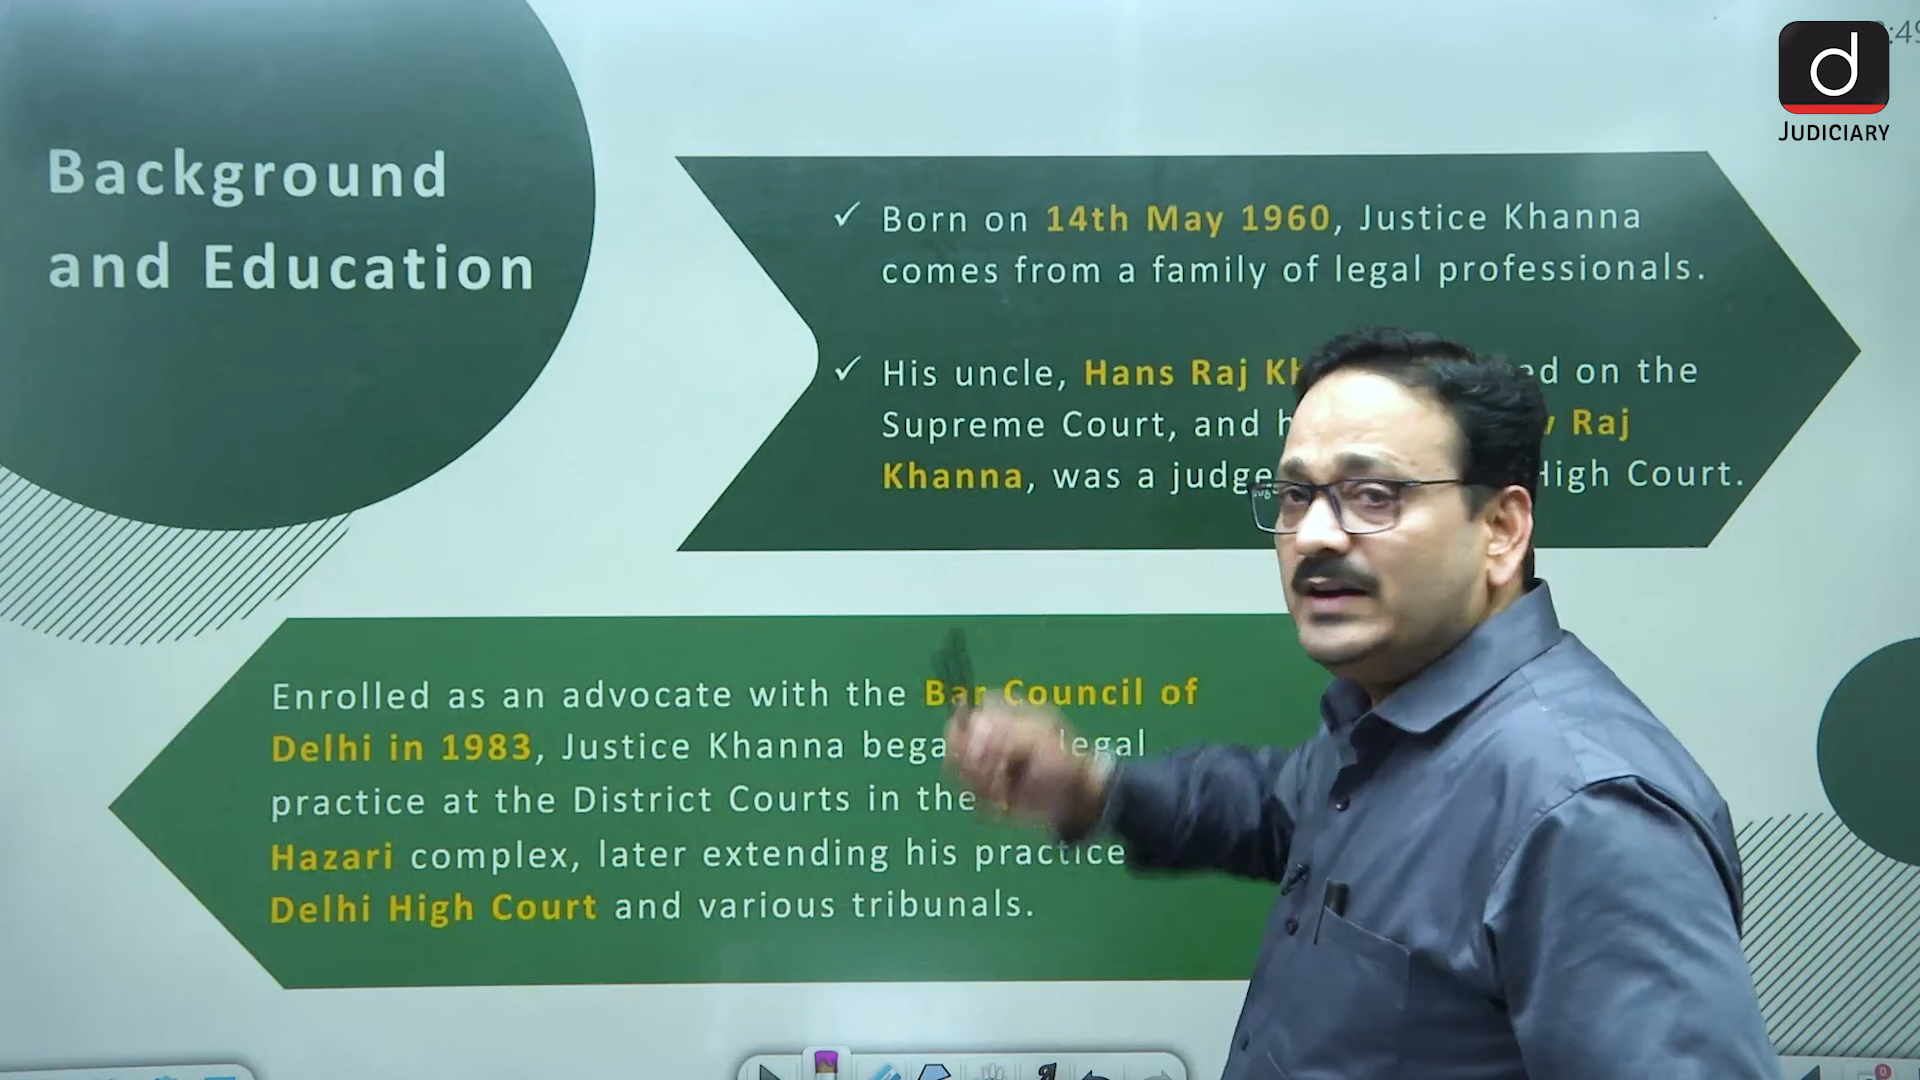 Background
and Education
Born on 14th May 1960, Justice Khanna
comes from a family of legal professionals.
His uncle, Hans Raj on the
Supreme Court, and Raj
Khanna, was a judge High Court.
Enrolled as an advocate with the Bar Council of
Delhi in 1983, Justice Khanna legal
practice at the District Courts in the
Hazari complex, later extending his practice
Delhi High Court and various tribunals.
d
JUDICIARY